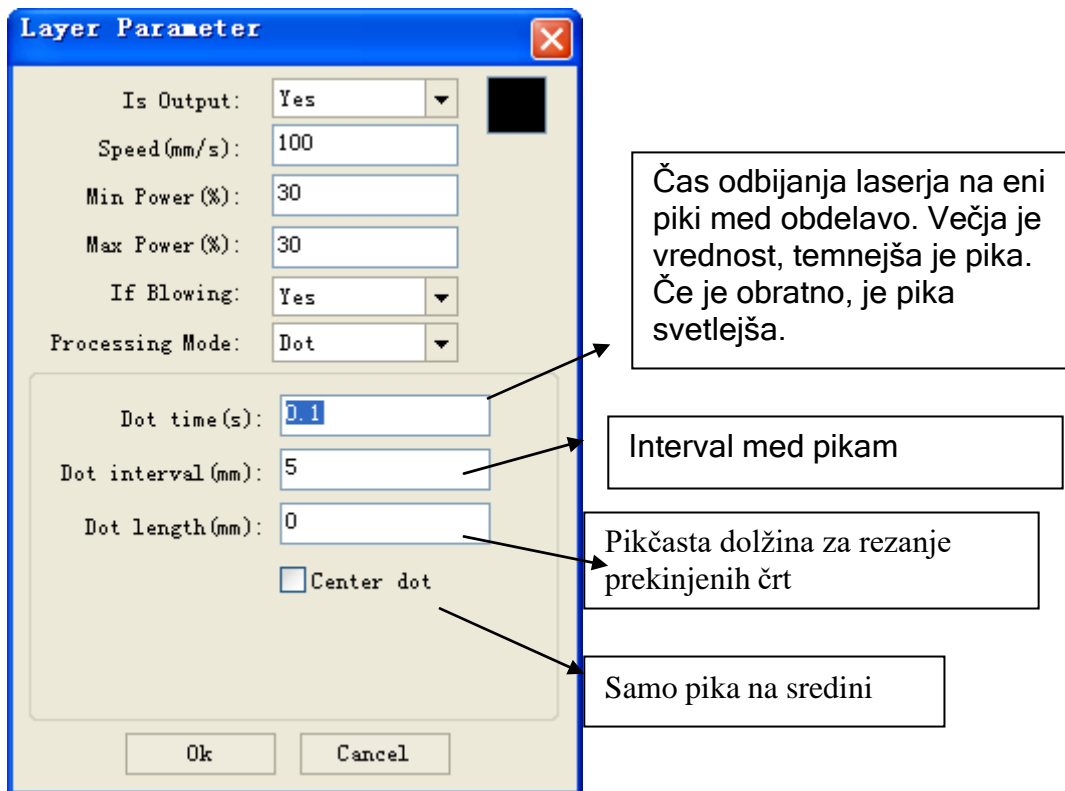 Layer Parameter
Is Output: Yes
Speed(mm/s): 100
Min Power(%): 30
Max Power(%): 30
If Blowing: Yes
Processing Mode: Dot
Dot time(s): 0.1
Dot interval(mm): 5
Dot length(mm): 0
Center dot
Ok Cancel
Čas odbijanja laserja na eni
piki med obdelavo. Večja je
vrednost, temnejša je pika.
Če je obratno, je pika
svetlejša.
Interval med pikam
Pikčasta dolžina za rezanje
prekinjenih črt
Samo pika na sredini